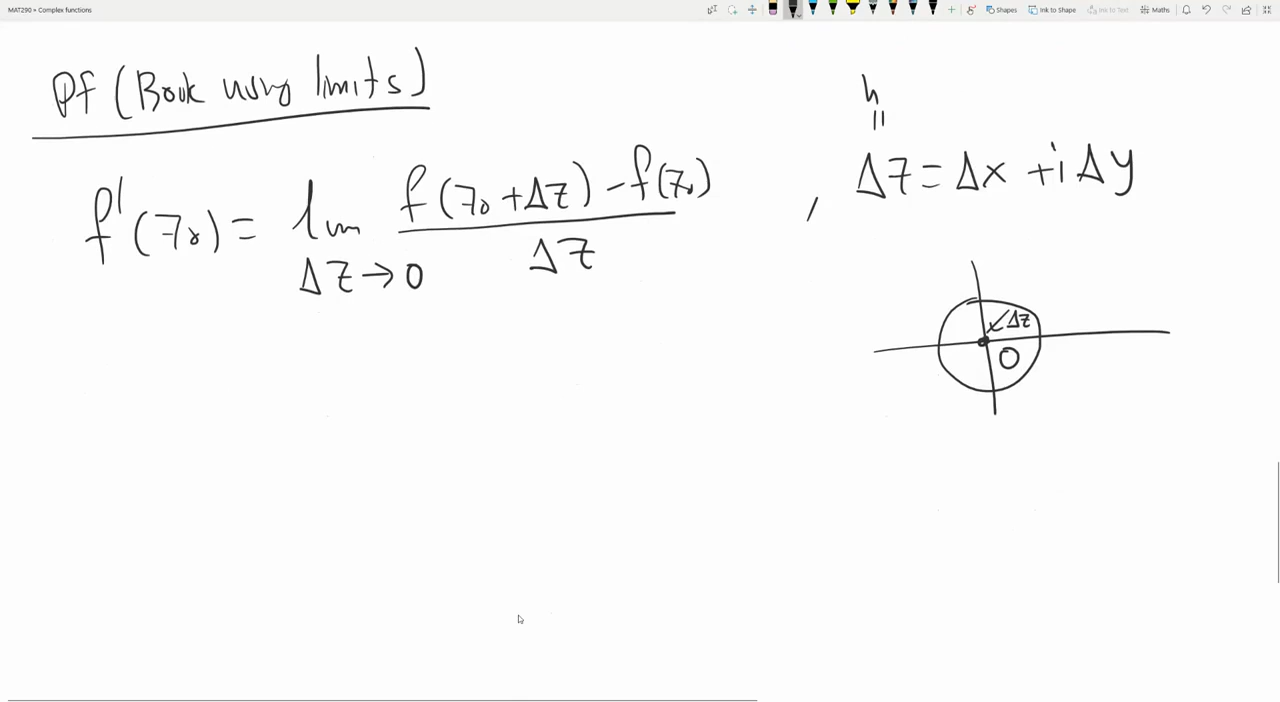 MAT290 • Complex functions
Shapes Ink to Shape Ink to Text Maths
Pf (Book using limits)
h
=
Δz = Δx + iΔy
f'(z₀) = lim f(z₀ + Δz) - f(z₀) ,
Δz → 0 Δz
Δz
0